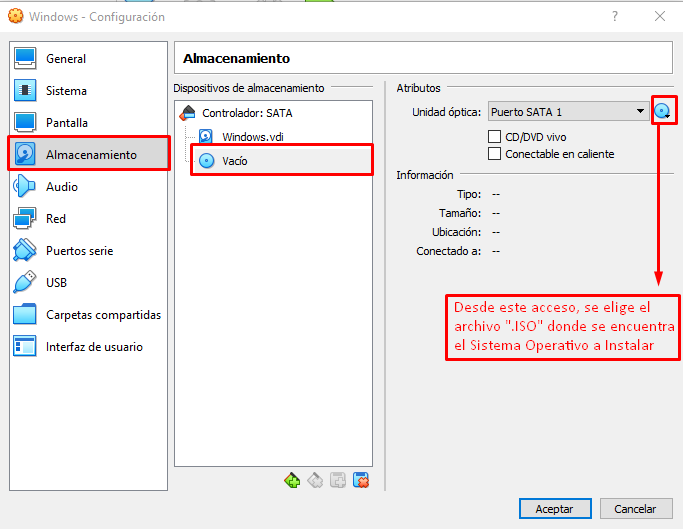 Windows - Configuración
?
General
Sistema
Pantalla
Almacenamiento
Audio
Red
Puertos serie
USB
Carpetas compartidas
Interfaz de usuario
Almacenamiento
Dispositivos de almacenamiento
Controlador: SATA
Windows.vdi
Vacío
Atributos
Unidad óptica: Puerto SATA 1
CD/DVD vivo
Conectable en caliente
Información
Tipo: --
Tamaño: --
Ubicación: --
Conectado a: --
Desde este acceso, se elige el
archivo ".ISO" donde se encuentra
el Sistema Operativo a Instalar
Aceptar
Cancelar